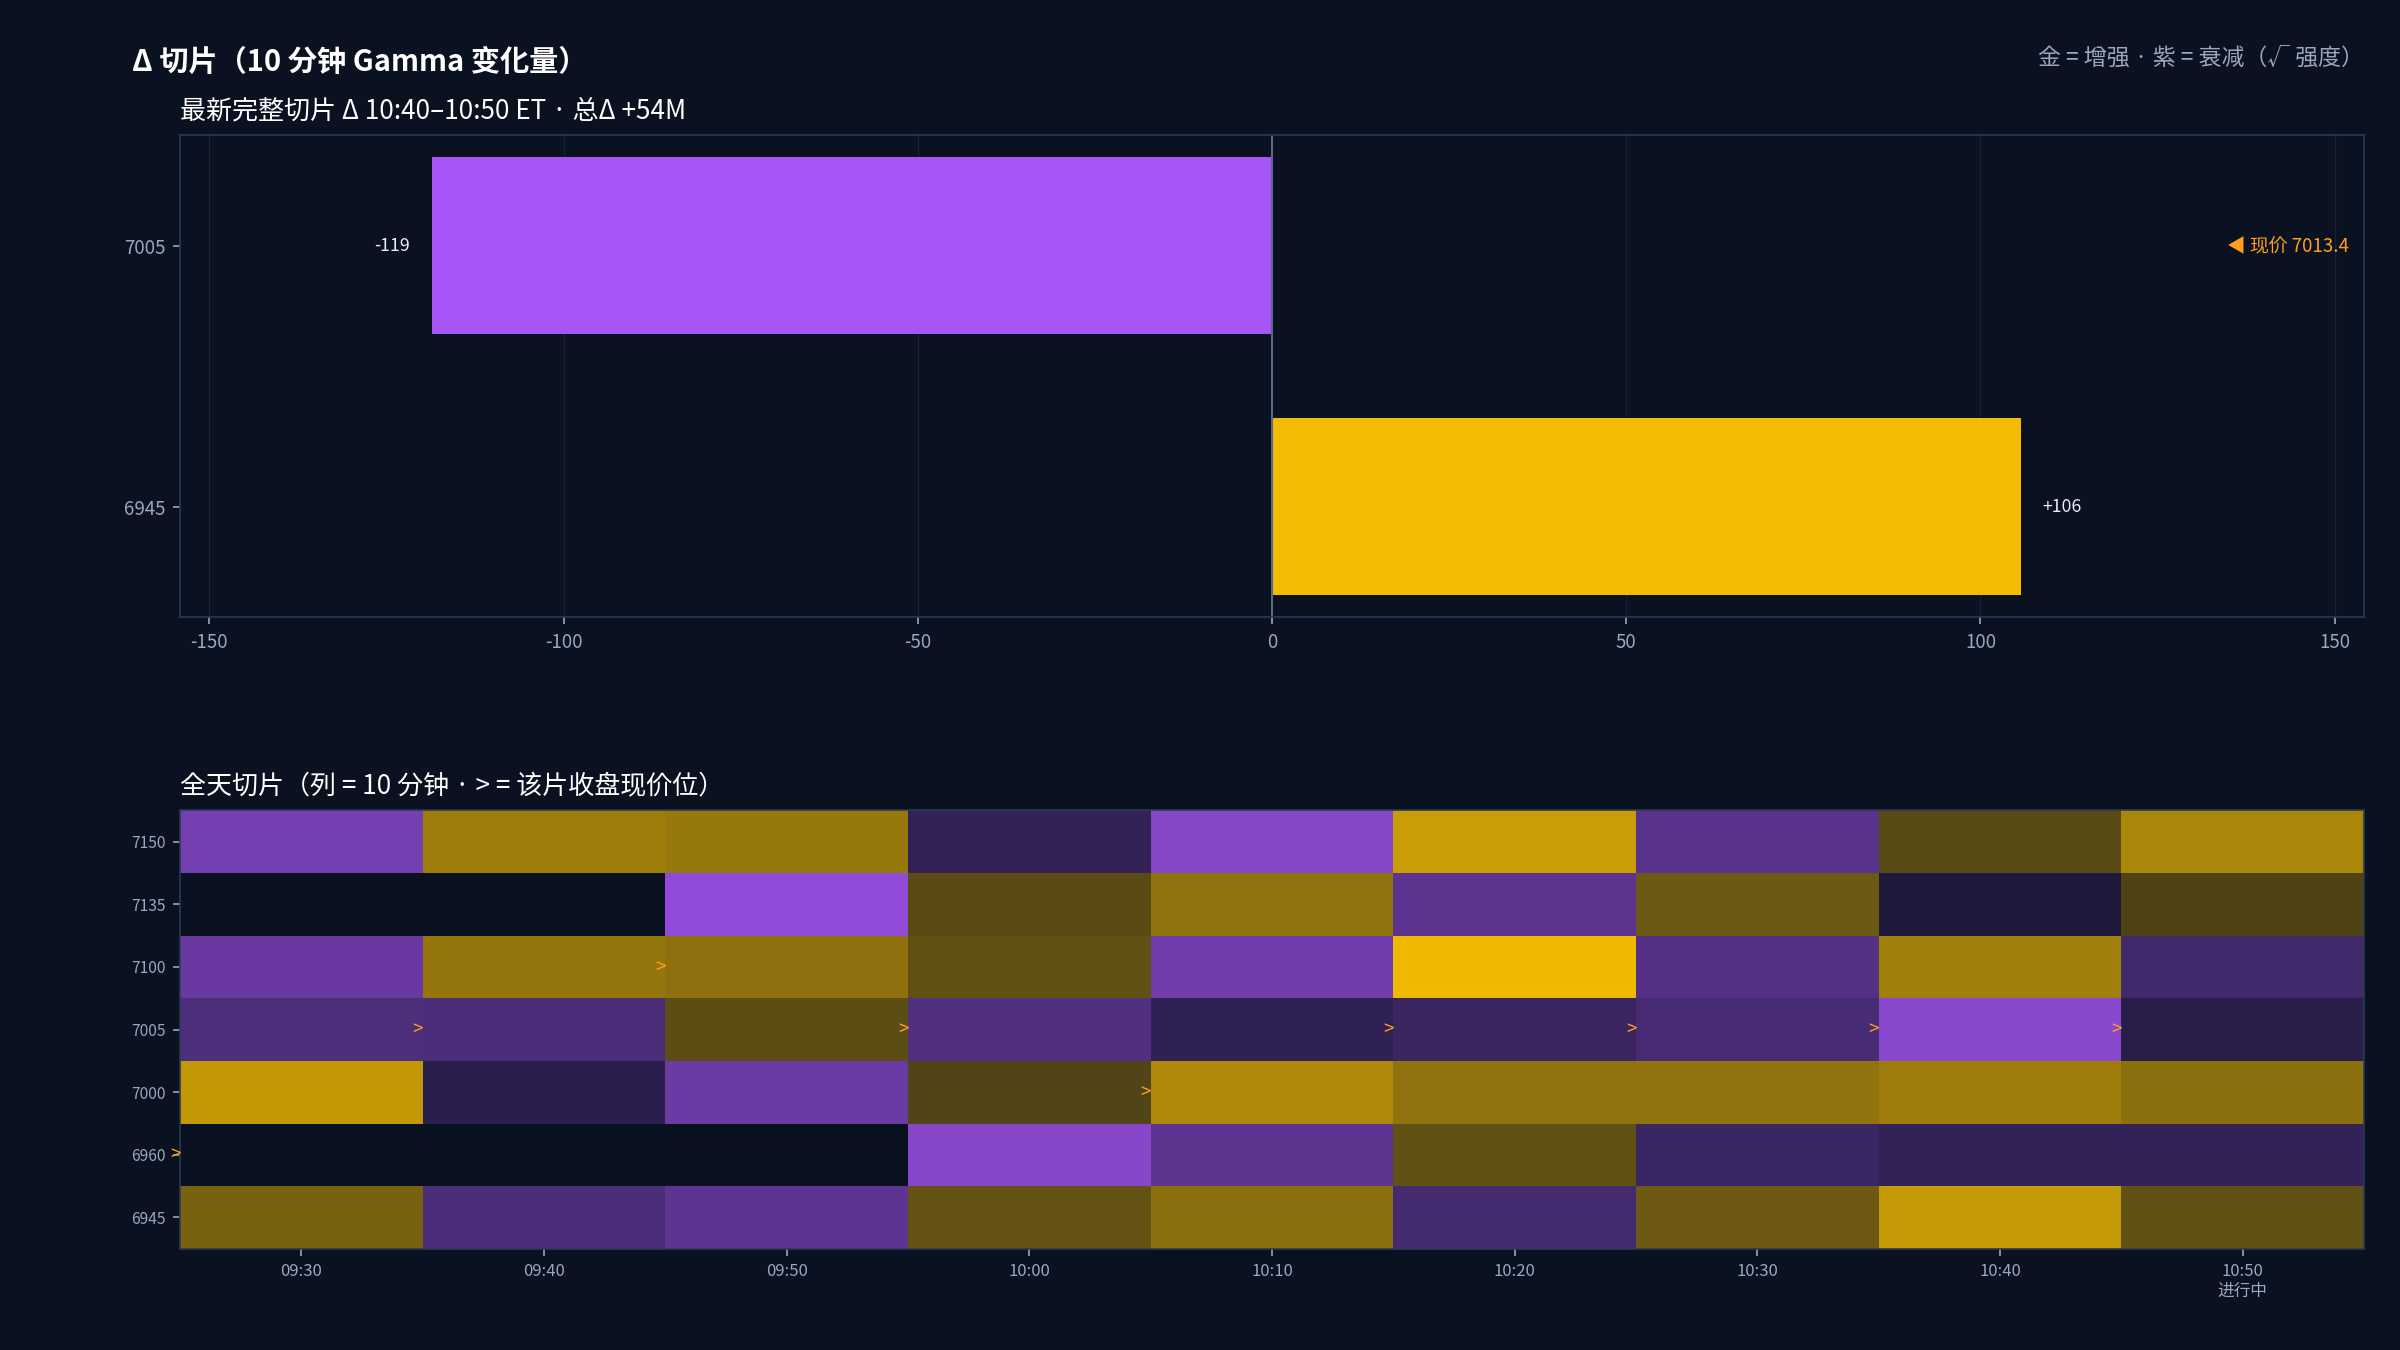 Δ 切片（10 分钟 Gamma 变化量）
金 = 增强 · 紫 = 衰减（√ 强度）
最新完整切片 Δ 10:40–10:50 ET · 总Δ +54M
7005
-119
◀ 现价 7013.4
6945
+106
-150 -100 -50 0 50 100 150
全天切片（列 = 10 分钟 · > = 该片收盘现价位）
7150
7135
7100 >
7005 > > > > > >
7000 >
6960 >
6945
09:30 09:40 09:50 10:00 10:10 10:20 10:30 10:40 10:50
进行中